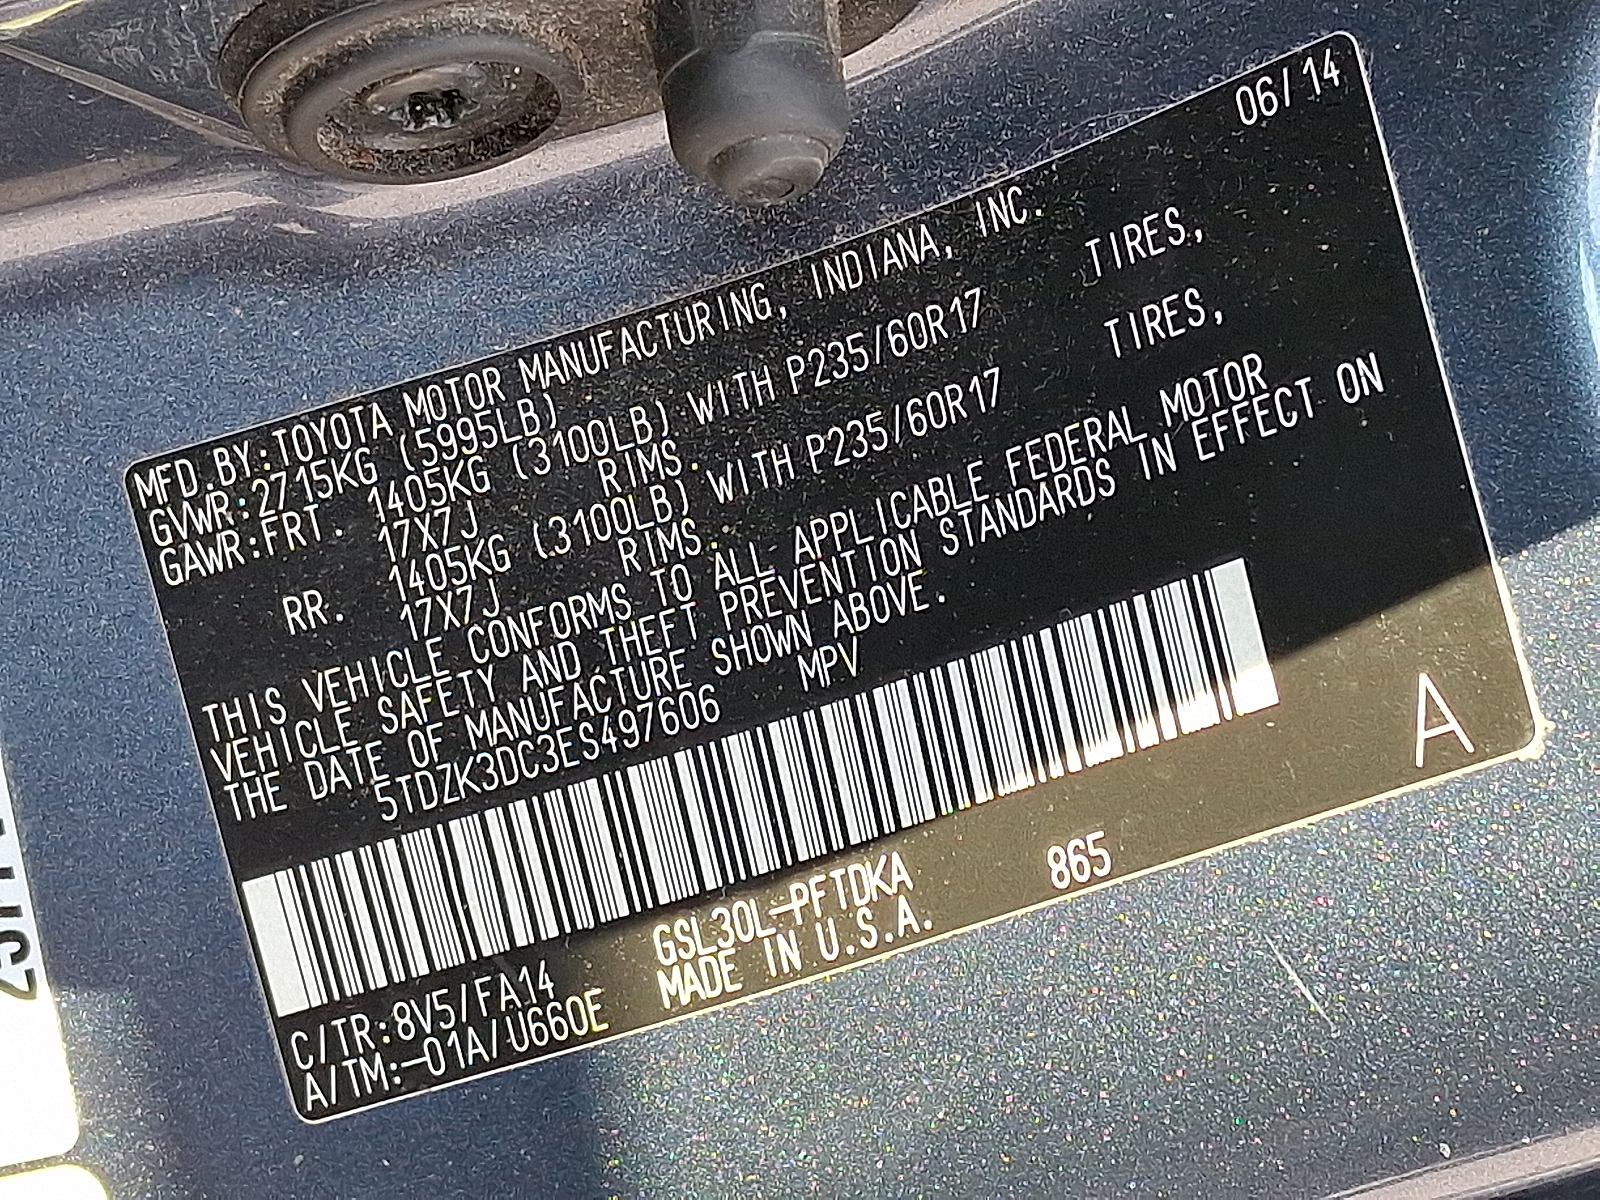 06/14
MFD.BY:TOYOTA MOTOR MANUFACTURING, INDIANA, INC.
GVWR:2715KG (5995LB)
GAWR:FRT. 1405KG (3100LB) WITH P235/60R17 TIRES,
17X7J RIMS.
RR. 1405KG (3100LB) WITH P235/60R17 TIRES,
17X7J RIMS.
THIS VEHICLE CONFORMS TO ALL APPLICABLE FEDERAL MOTOR
VEHICLE SAFETY AND THEFT PREVENTION STANDARDS IN EFFECT ON
THE DATE OF MANUFACTURE SHOWN ABOVE.
5TDZK3DC3ES497606 MPV
A
C/TR:8V5/FA14 GSL30L-PFTDKA 865
A/TM:-01A/U660E MADE IN U.S.A.